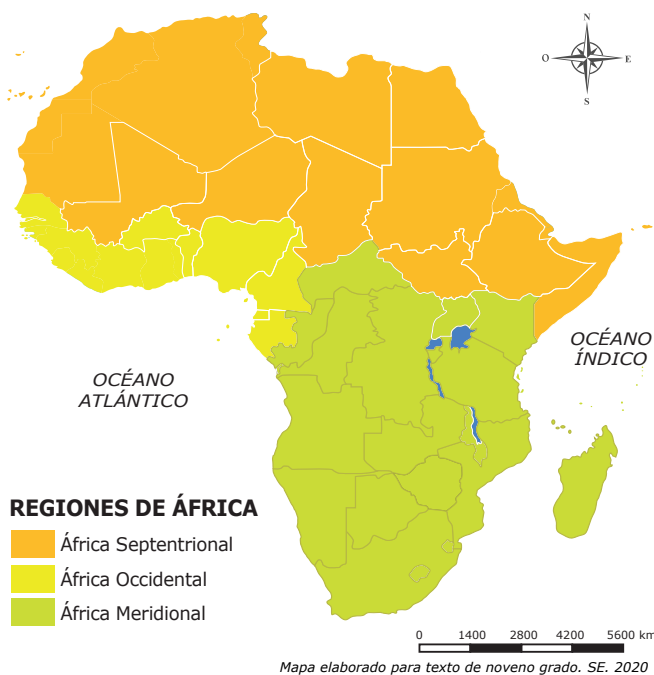 N
O
E
S
OCÉANO
ÍNDICO
OCÉANO
ATLÁNTICO
REGIONES DE ÁFRICA
África Septentrional
África Occidental
África Meridional
0 1400 2800 4200 5600 km
Mapa elaborado para texto de noveno grado. SE. 2020